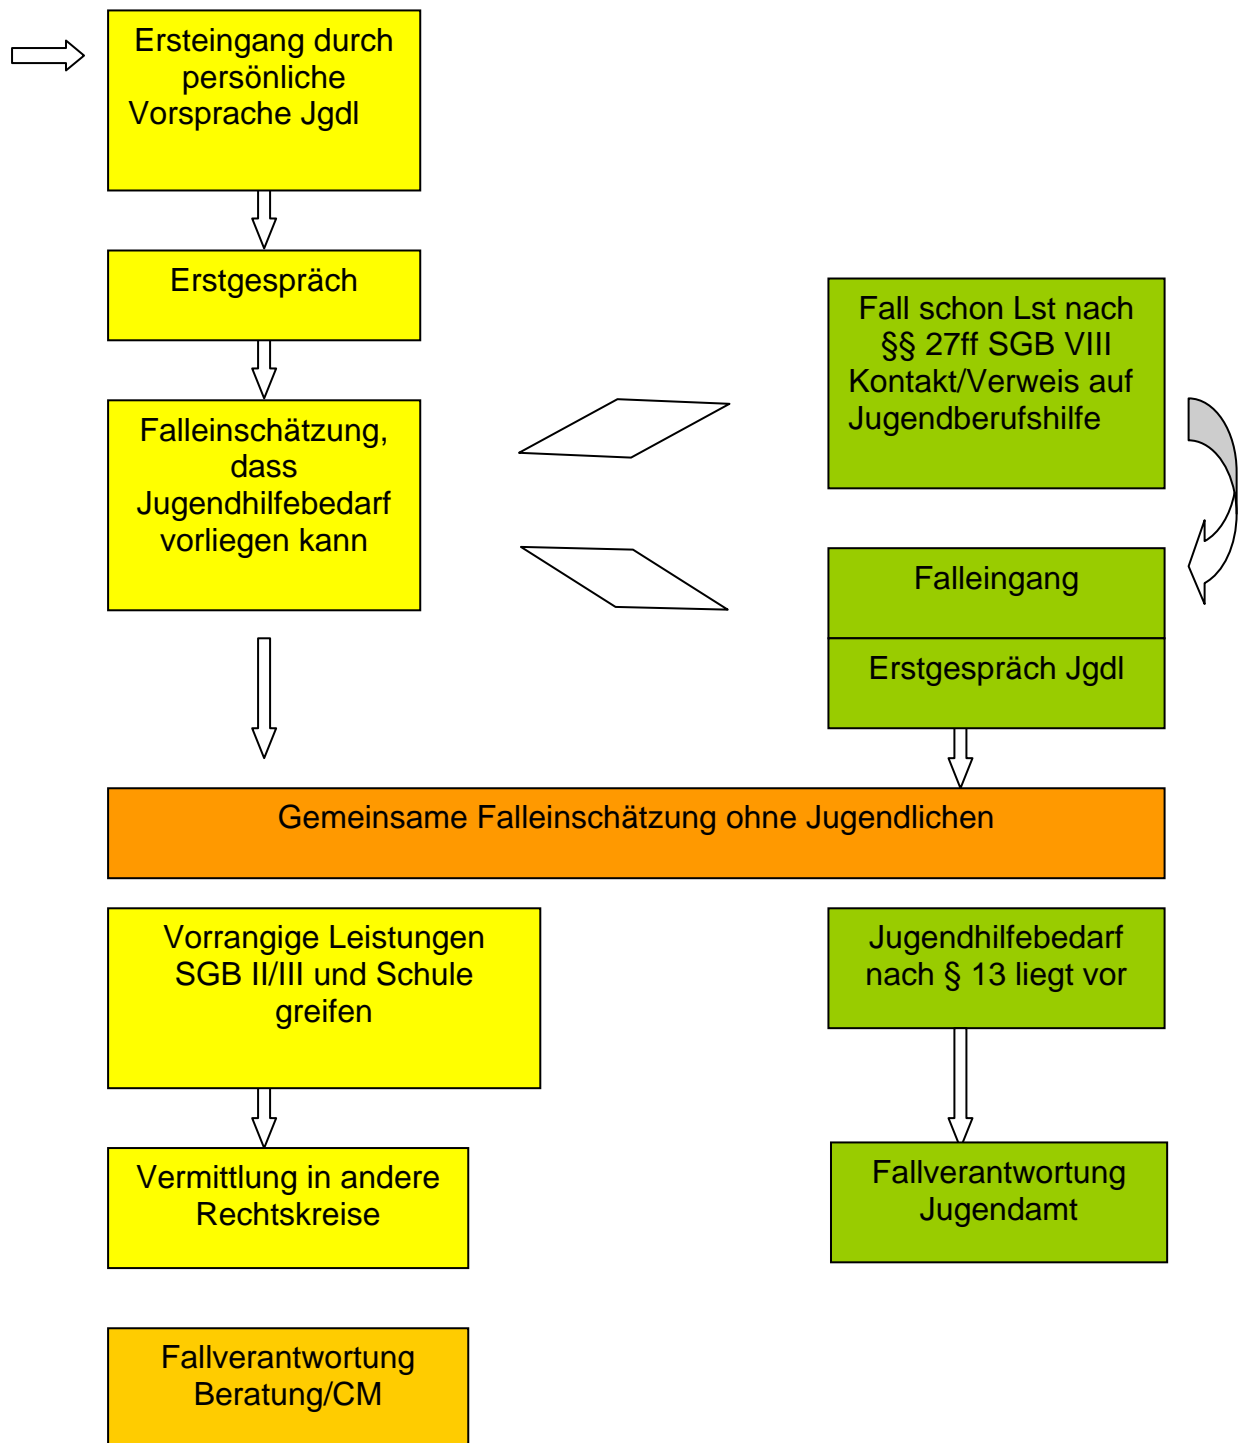 Ersteingang durch
persönliche
Vorsprache Jgdl
Erstgespräch
Falleinschätzung,
dass
Jugendhilfebedarf
vorliegen kann
Fall schon Lst nach
§§ 27ff SGB VIII
Kontakt/Verweis auf
Jugendberufshilfe
Falleingang
Erstgespräch Jgdl
Gemeinsame Falleinschätzung ohne Jugendlichen
Vorrangige Leistungen
SGB II/III und Schule
greifen
Jugendhilfebedarf
nach § 13 liegt vor
Vermittlung in andere
Rechtskreise
Fallverantwortung
Jugendamt
Fallverantwortung
Beratung/CM